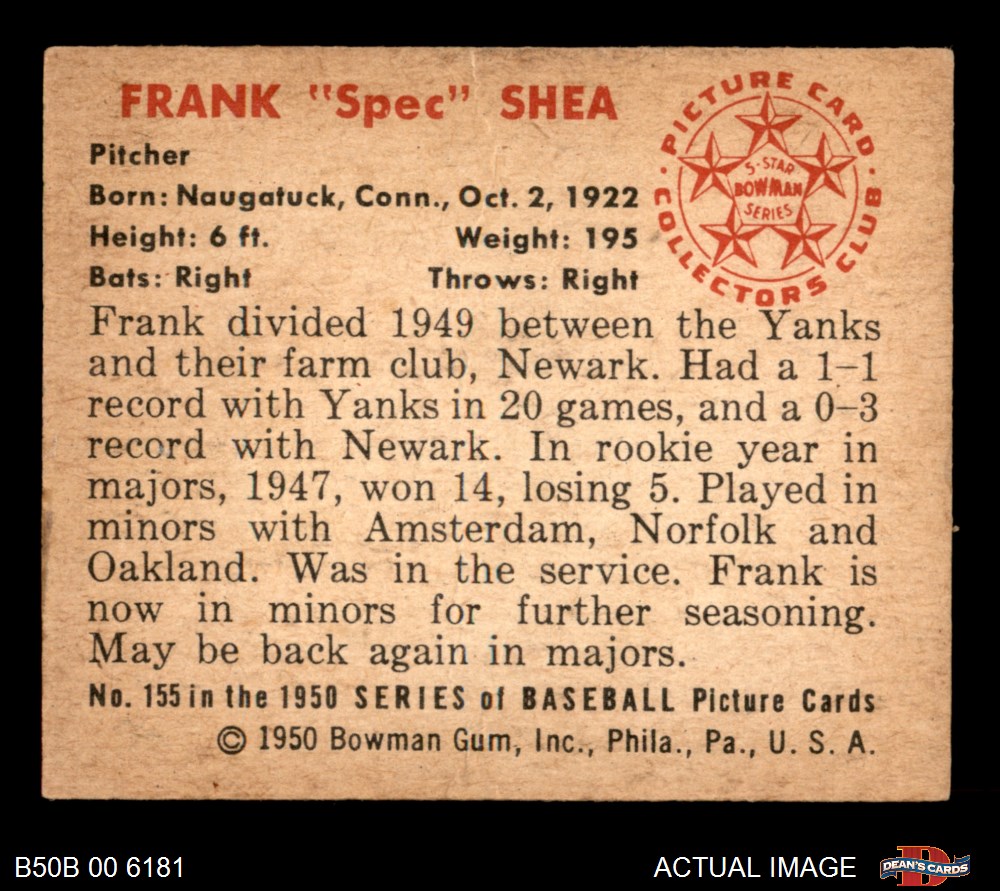 FRANK "Spec" SHEA
Pitcher
Born: Naugatuck, Conn., Oct. 2, 1922
Height: 6 ft. Weight: 195
Bats: Right Throws: Right
PICTURE CARD
COLLECTORS CLUB
5-STAR
BOWMAN
SERIES
Frank divided 1949 between the Yanks
and their farm club, Newark. Had a 1–1
record with Yanks in 20 games, and a 0–3
record with Newark. In rookie year in
majors, 1947, won 14, losing 5. Played in
minors with Amsterdam, Norfolk and
Oakland. Was in the service. Frank is
now in minors for further seasoning.
May be back again in majors.
No. 155 in the 1950 SERIES of BASEBALL Picture Cards
© 1950 Bowman Gum, Inc., Phila., Pa., U. S. A.
B50B 00 6181
ACTUAL IMAGE
DEAN'S CARDS